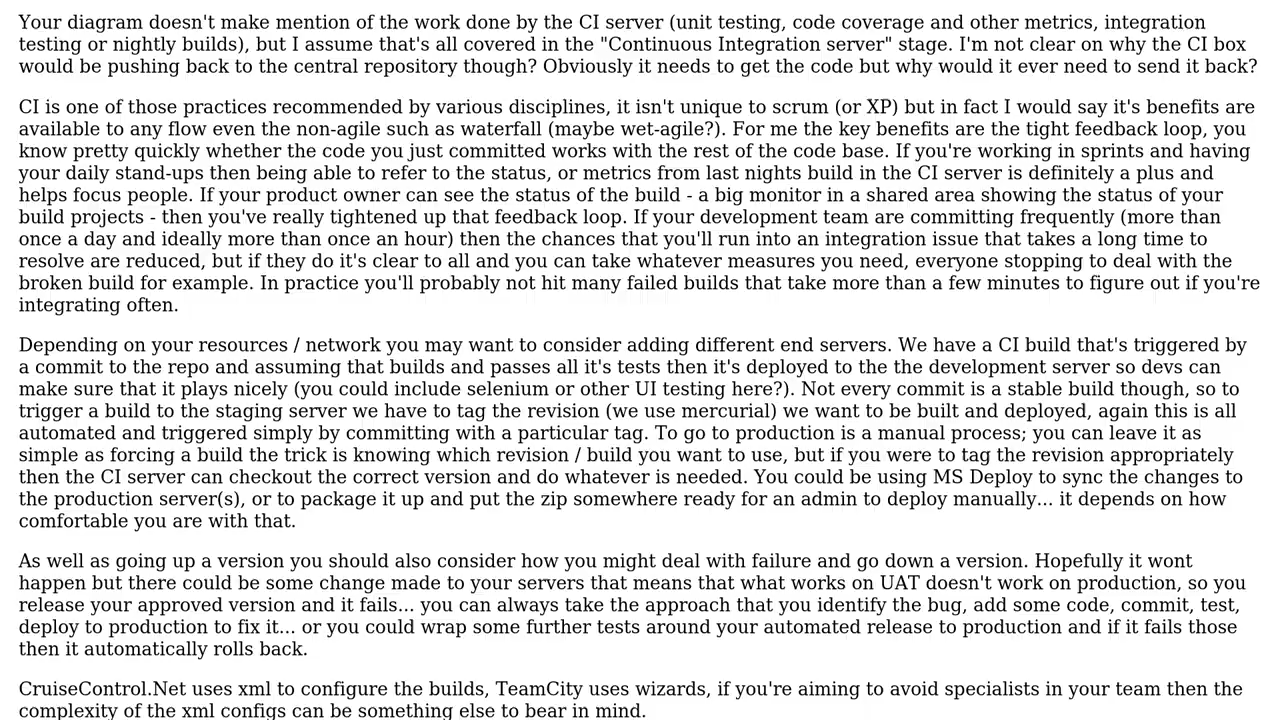 Your diagram doesn't make mention of the work done by the CI server (unit testing, code coverage and other metrics, integration
testing or nightly builds), but I assume that's all covered in the "Continuous Integration server" stage. I'm not clear on why the CI box
would be pushing back to the central repository though? Obviously it needs to get the code but why would it ever need to send it back?
CI is one of those practices recommended by various disciplines, it isn't unique to scrum (or XP) but in fact I would say it's benefits are
available to any flow even the non-agile such as waterfall (maybe wet-agile?). For me the key benefits are the tight feedback loop, you
know pretty quickly whether the code you just committed works with the rest of the code base. If you're working in sprints and having
your daily stand-ups then being able to refer to the status, or metrics from last nights build in the CI server is definitely a plus and
helps focus people. If your product owner can see the status of the build - a big monitor in a shared area showing the status of your
build projects - then you've really tightened up that feedback loop. If your development team are committing frequently (more than
once a day and ideally more than once an hour) then the chances that you'll run into an integration issue that takes a long time to
resolve are reduced, but if they do it's clear to all and you can take whatever measures you need, everyone stopping to deal with the
broken build for example. In practice you'll probably not hit many failed builds that take more than a few minutes to figure out if you're
integrating often.
Depending on your resources / network you may want to consider adding different end servers. We have a CI build that's triggered by
a commit to the repo and assuming that builds and passes all it's tests then it's deployed to the the development server so devs can
make sure that it plays nicely (you could include selenium or other UI testing here?). Not every commit is a stable build though, so to
trigger a build to the staging server we have to tag the revision (we use mercurial) we want to be built and deployed, again this is all
automated and triggered simply by committing with a particular tag. To go to production is a manual process; you can leave it as
simple as forcing a build the trick is knowing which revision / build you want to use, but if you were to tag the revision appropriately
then the CI server can checkout the correct version and do whatever is needed. You could be using MS Deploy to sync the changes to
the production server(s), or to package it up and put the zip somewhere ready for an admin to deploy manually... it depends on how
comfortable you are with that.
As well as going up a version you should also consider how you might deal with failure and go down a version. Hopefully it wont
happen but there could be some change made to your servers that means that what works on UAT doesn't work on production, so you
release your approved version and it fails... you can always take the approach that you identify the bug, add some code, commit, test,
deploy to production to fix it... or you could wrap some further tests around your automated release to production and if it fails those
then it automatically rolls back.
CruiseControl.Net uses xml to configure the builds, TeamCity uses wizards, if you're aiming to avoid specialists in your team then the
complexity of the xml configs can be something else to bear in mind.